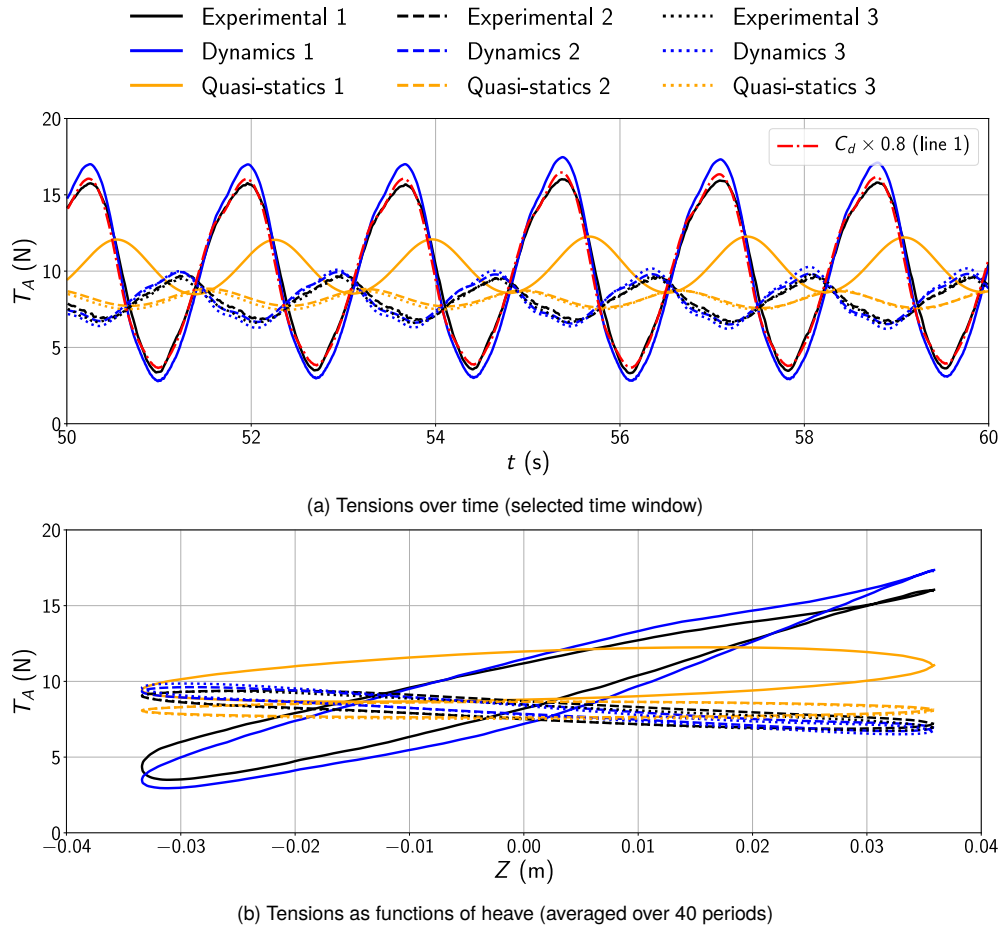 Experimental 1 Experimental 2 Experimental 3
Dynamics 1 Dynamics 2 Dynamics 3
Quasi-statics 1 Quasi-statics 2 Quasi-statics 3
20
15
10
5
0
T_A (N)
C_d × 0.8 (line 1)
50 52 54 56 58 60
t (s)
(a) Tensions over time (selected time window)
20
15
10
5
0
T_A (N)
−0.04 −0.03 −0.02 −0.01 0.00 0.01 0.02 0.03 0.04
Z (m)
(b) Tensions as functions of heave (averaged over 40 periods)